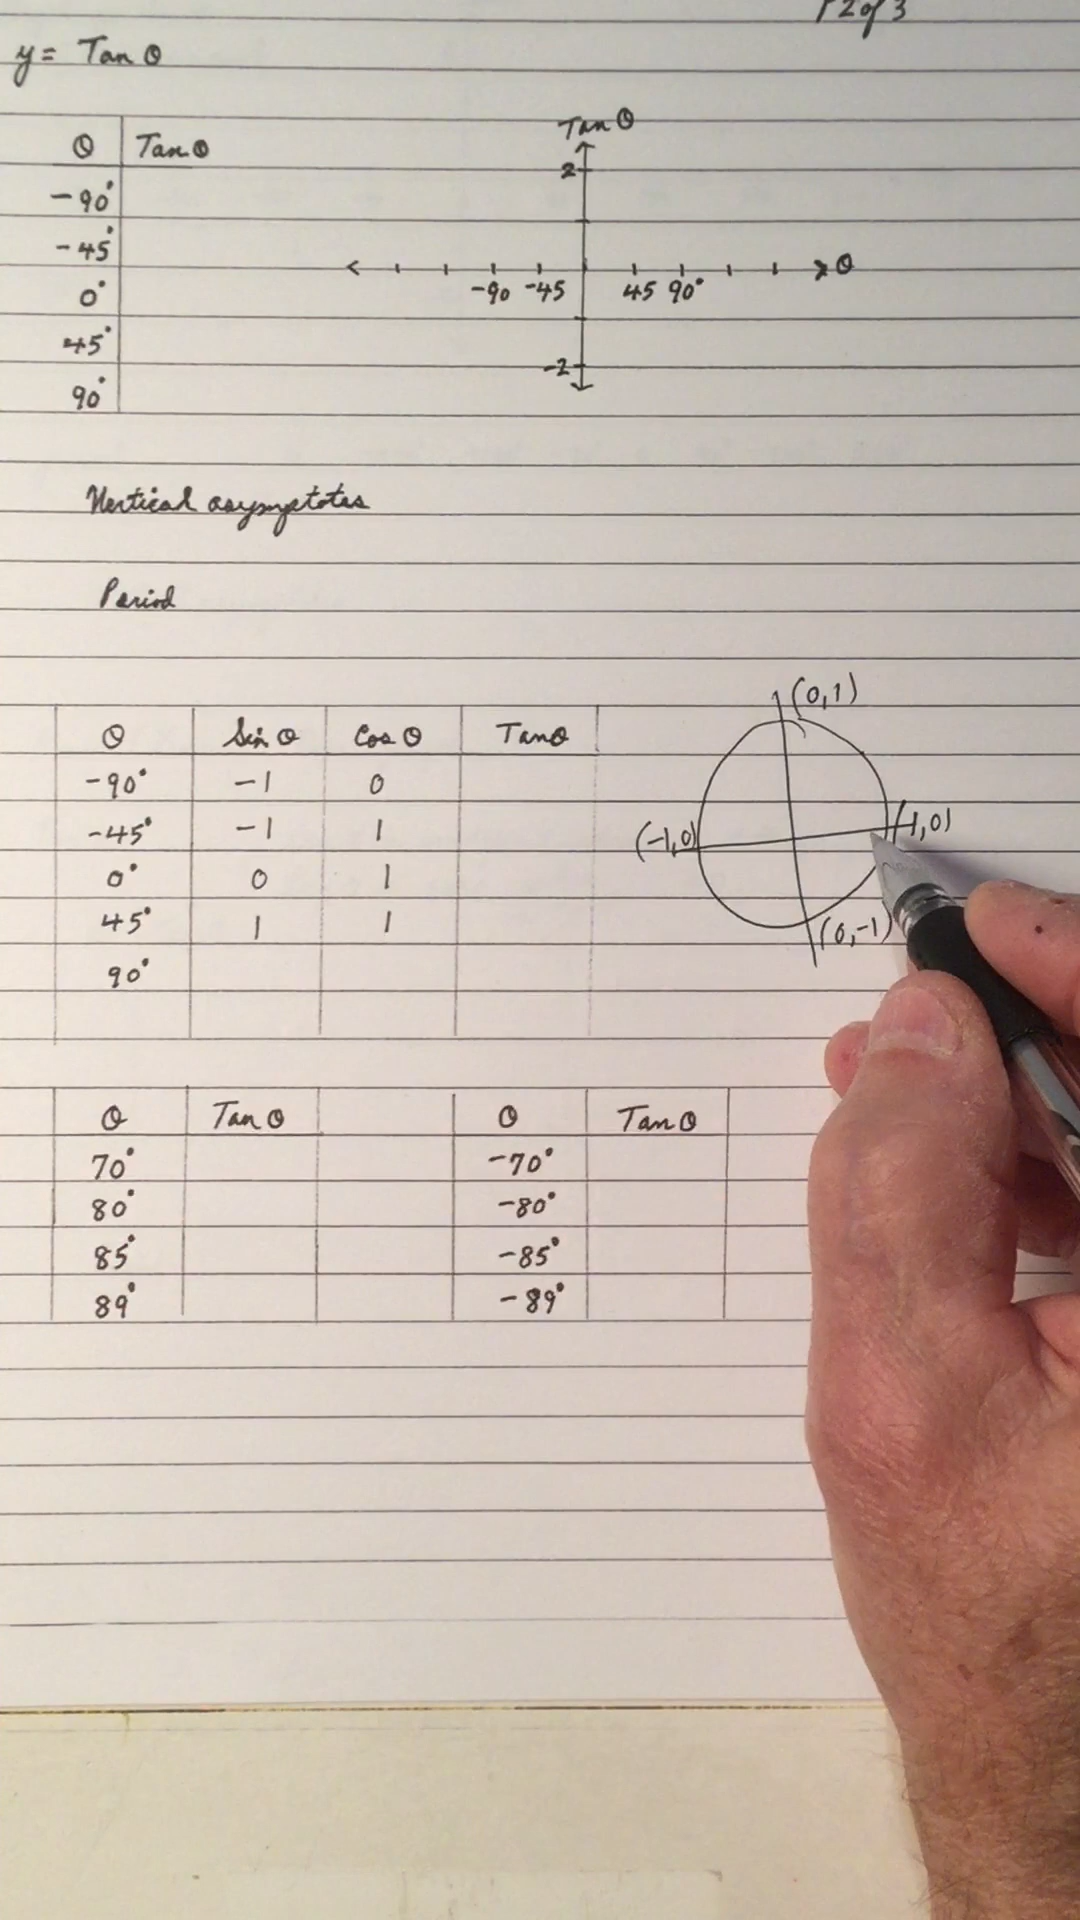 P2 of 3
y = Tan θ
θ Tan θ
-90°
-45°
0°
45°
90°
Tan θ
2
-90 -45 45 90° θ
-2
Vertical asymptotes
Period
θ Sin θ Cos θ Tan θ
-90° -1 0
-45° -1 1
0° 0 1
45° 1 1
90°
(0,1)
(-1,0) (1,0)
(0,-1)
θ Tan θ θ Tan θ
70° -70°
80° -80°
85° -85°
89° -89°